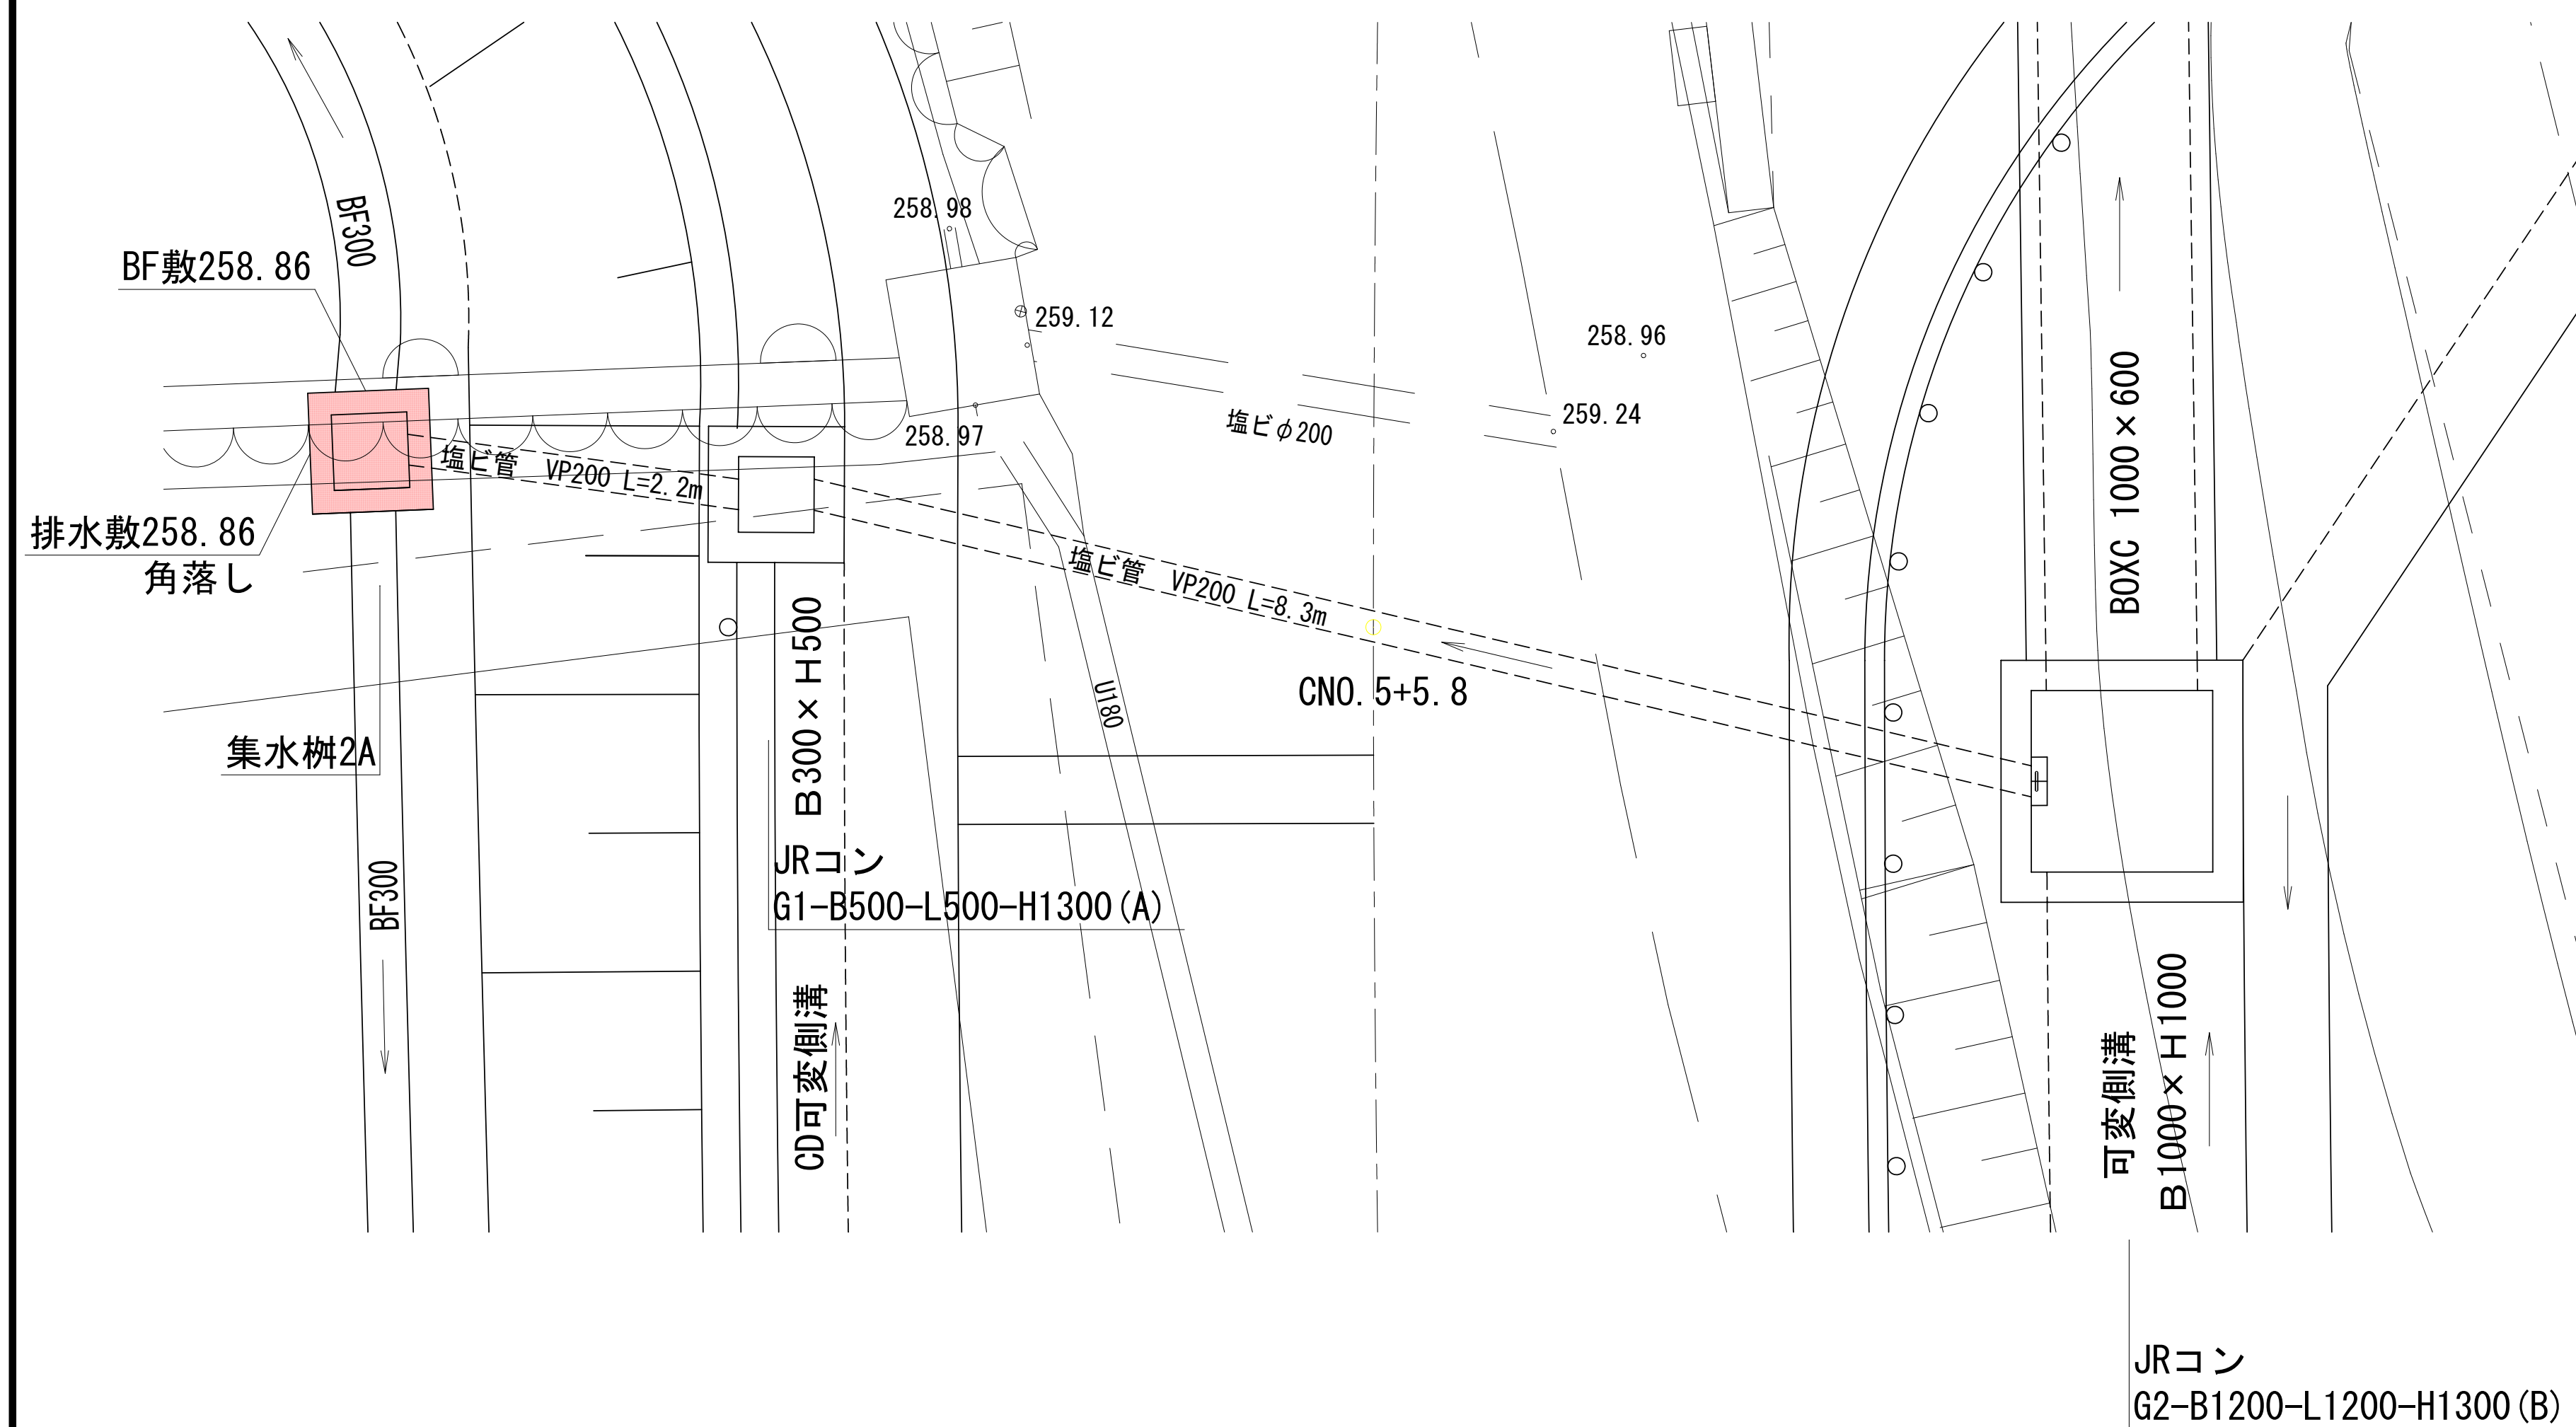 BF300
258.98
BF敷258.86
259.12
258.96
塩ビφ200
259.24
258.97
BOXC 1000×600
塩ビ管 VP200 L=2.2m
排水敷258.86
角落し
塩ビ管 VP200 L=8.3m
B300×H500
CNO.5+5.8
U180
集水桝2A
JRコン
G1-B500-L500-H1300(A)
BF300
CD可変側溝
可変側溝
B1000×H1000
JRコン
G2-B1200-L1200-H1300(B)